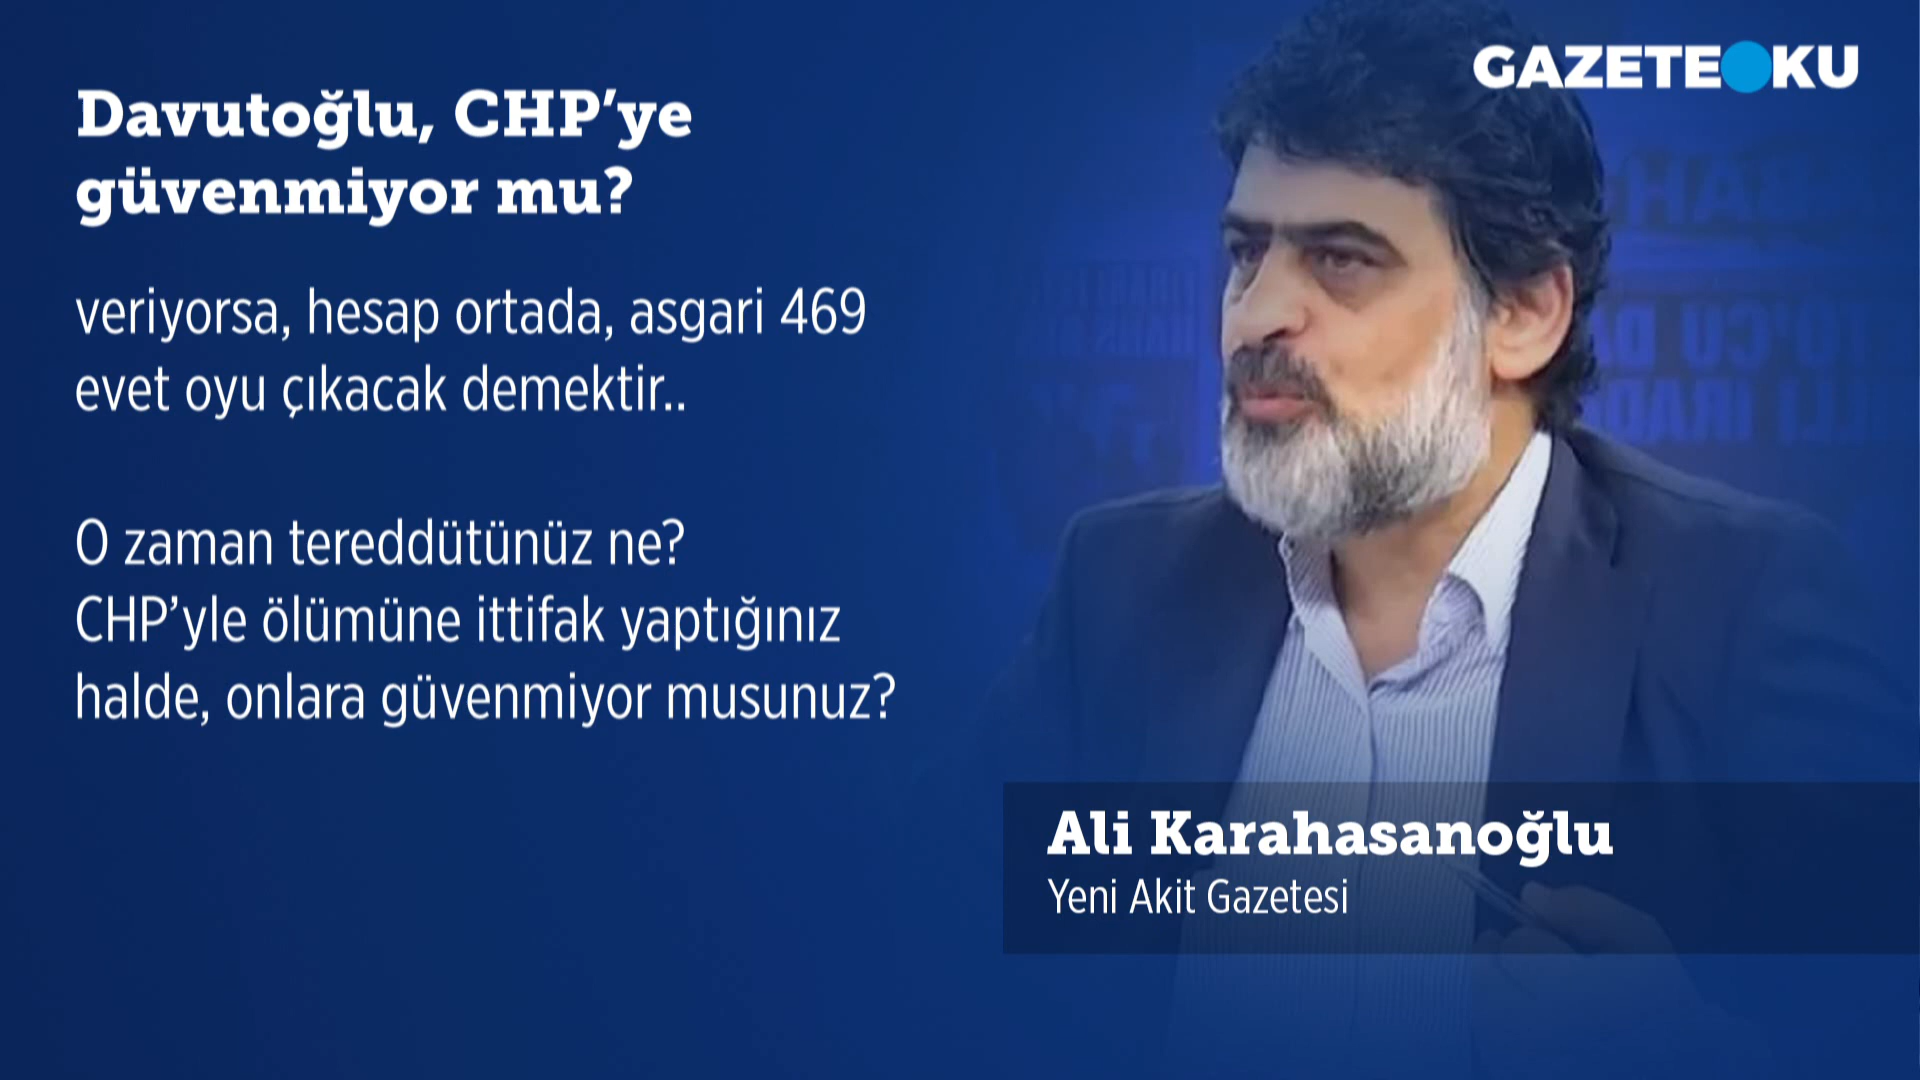 GAZETE OKU
Davutoğlu, CHP'ye
güvenmiyor mu?
veriyorsa, hesap ortada, asgari 469
evet oyu çıkacak demektir..
O zaman tereddütünüz ne?
CHP'yle ölümüne ittifak yaptığınız
halde, onlara güvenmiyor musunuz?
Ali Karahasanoğlu
Yeni Akit Gazetesi